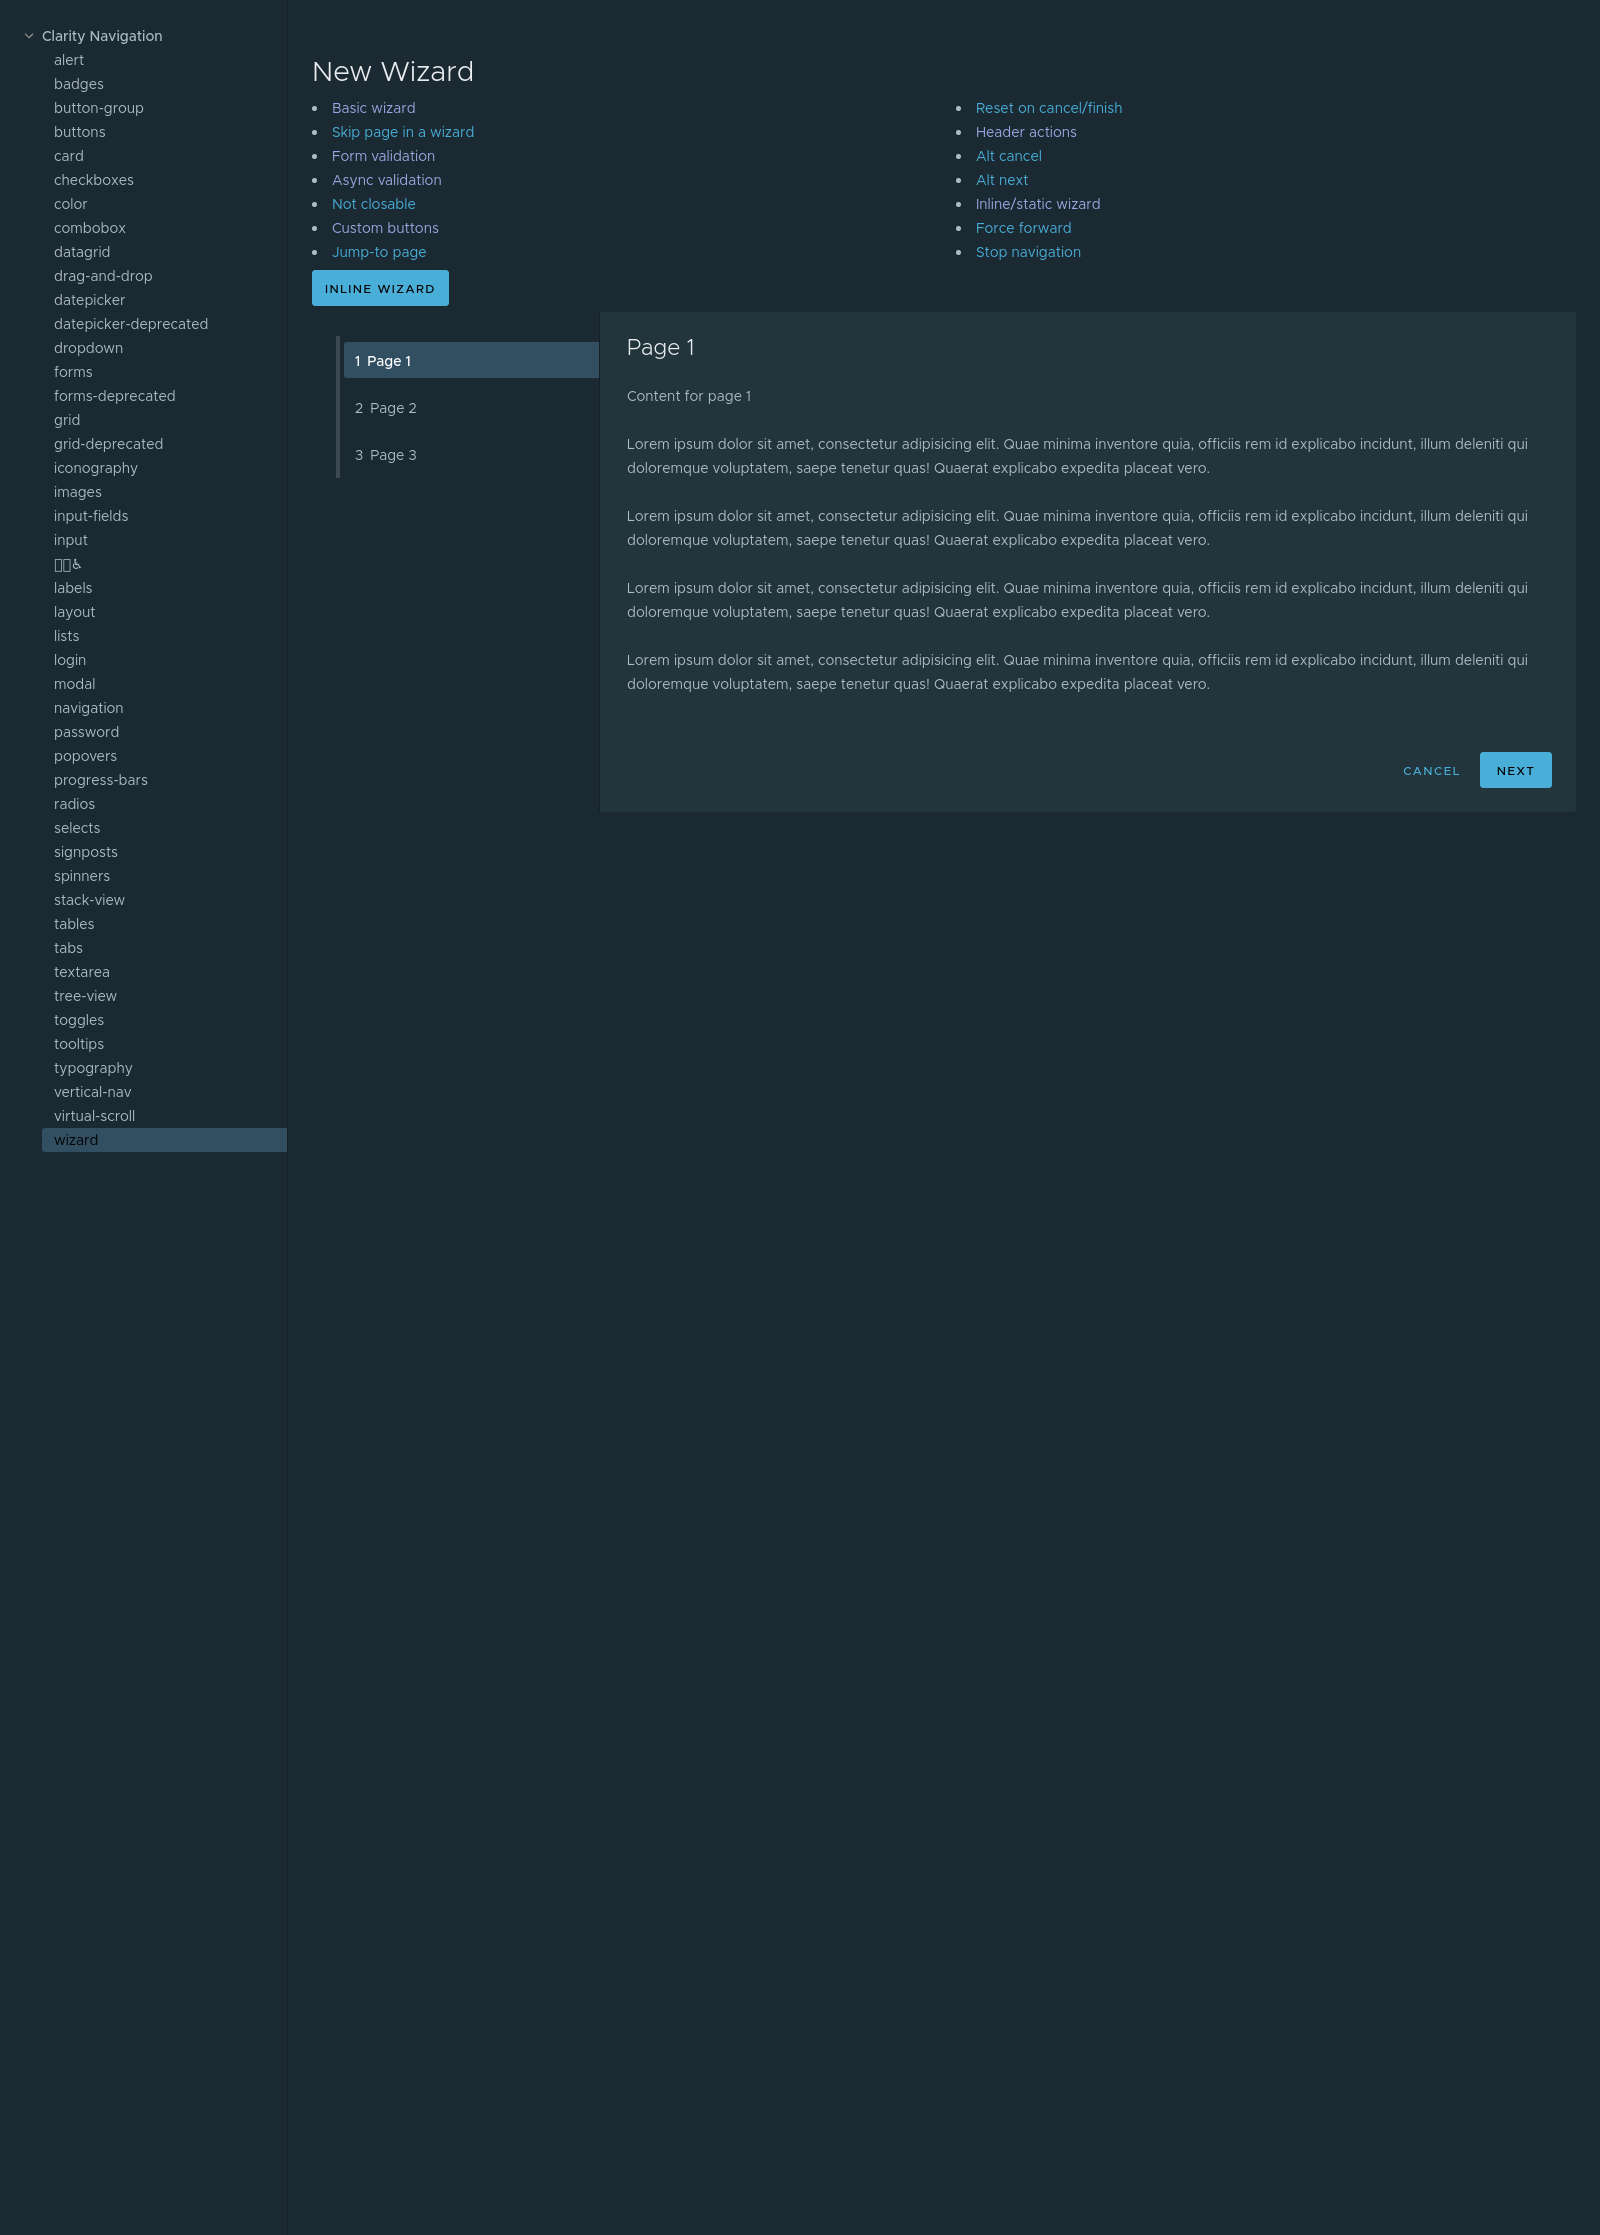 Clarity Navigation
alert
badges
button-group
buttons
card
checkboxes
color
combobox
datagrid
drag-and-drop
datepicker
datepicker-deprecated
dropdown
forms
forms-deprecated
grid
grid-deprecated
iconography
images
input-fields
input
♿
labels
layout
lists
login
modal
navigation
password
popovers
progress-bars
radios
selects
signposts
spinners
stack-view
tables
tabs
textarea
tree-view
toggles
tooltips
typography
vertical-nav
virtual-scroll
wizard
New Wizard
Basic wizard
Skip page in a wizard
Form validation
Async validation
Not closable
Custom buttons
Jump-to page
Reset on cancel/finish
Header actions
Alt cancel
Alt next
Inline/static wizard
Force forward
Stop navigation
INLINE WIZARD
1 Page 1
2 Page 2
3 Page 3
Page 1
Content for page 1
Lorem ipsum dolor sit amet, consectetur adipisicing elit. Quae minima inventore quia, officiis rem id explicabo incidunt, illum deleniti qui
doloremque voluptatem, saepe tenetur quas! Quaerat explicabo expedita placeat vero.
Lorem ipsum dolor sit amet, consectetur adipisicing elit. Quae minima inventore quia, officiis rem id explicabo incidunt, illum deleniti qui
doloremque voluptatem, saepe tenetur quas! Quaerat explicabo expedita placeat vero.
Lorem ipsum dolor sit amet, consectetur adipisicing elit. Quae minima inventore quia, officiis rem id explicabo incidunt, illum deleniti qui
doloremque voluptatem, saepe tenetur quas! Quaerat explicabo expedita placeat vero.
Lorem ipsum dolor sit amet, consectetur adipisicing elit. Quae minima inventore quia, officiis rem id explicabo incidunt, illum deleniti qui
doloremque voluptatem, saepe tenetur quas! Quaerat explicabo expedita placeat vero.
CANCEL
NEXT